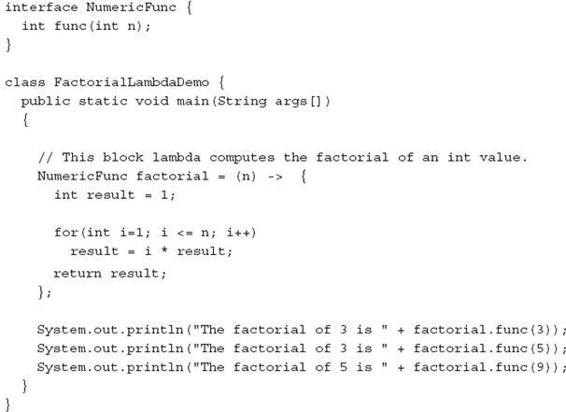 interface NumericFunc {
  int func(int n);
}

class FactorialLambdaDemo {
  public static void main(String args[])
  {

    // This block lambda computes the factorial of an int value.
    NumericFunc factorial = (n) ->  {
      int result = 1;

      for(int i=1; i <= n; i++)
        result = i * result;
      return result;
    };

    System.out.println("The factorial of 3 is " + factorial.func(3));
    System.out.println("The factorial of 3 is " + factorial.func(5));
    System.out.println("The factorial of 5 is " + factorial.func(9));
  }
}